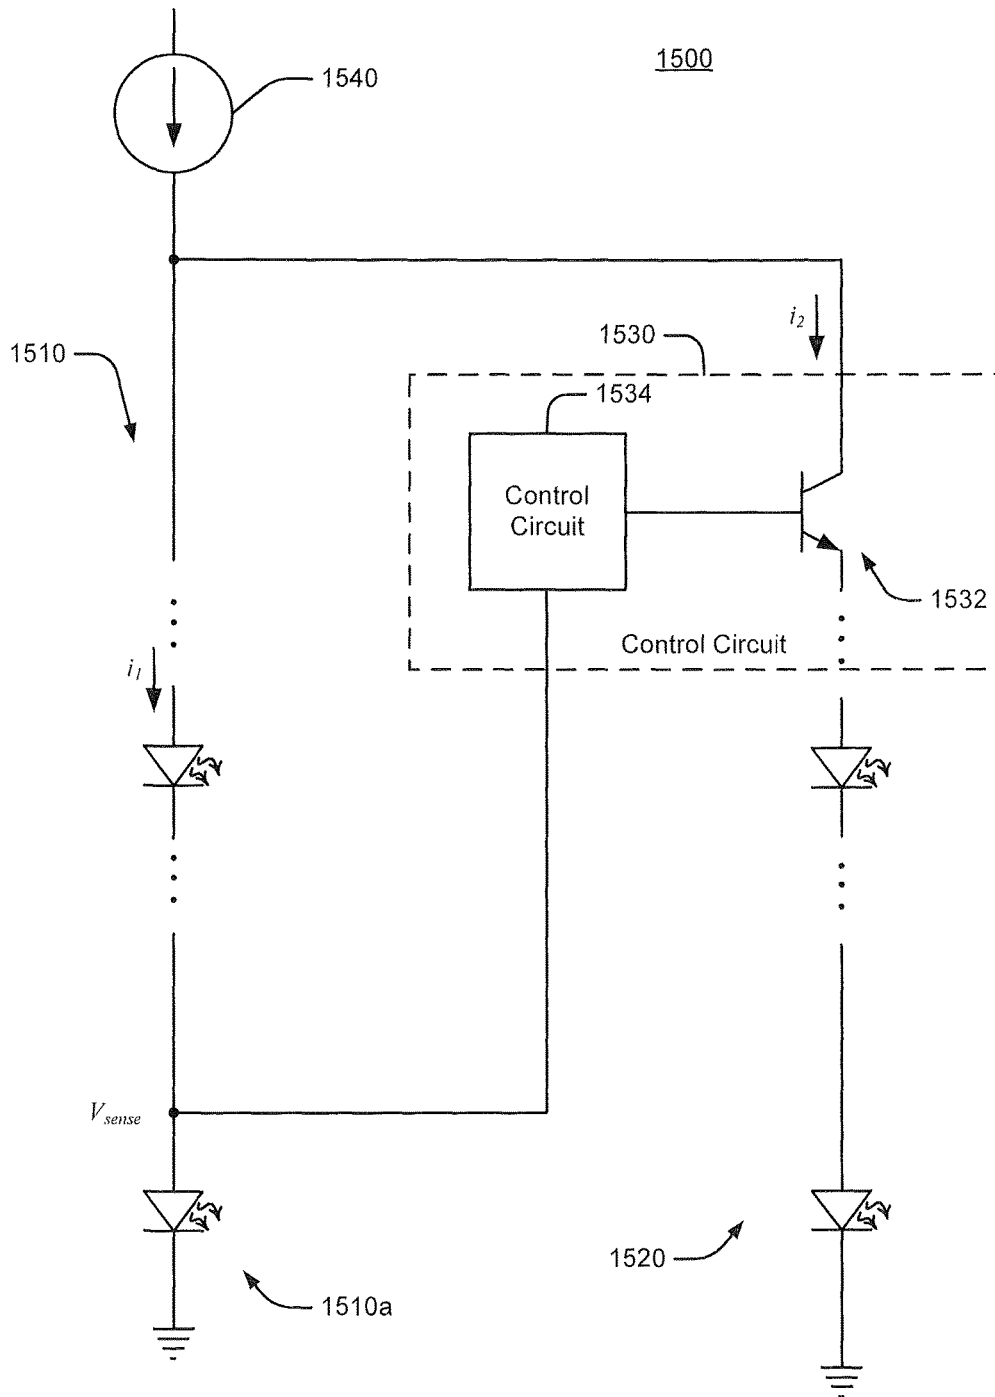 1540
1500
i2
1530
1510
1534
Control
Circuit
1532
Control Circuit
i1
Vsense
1520
1510a